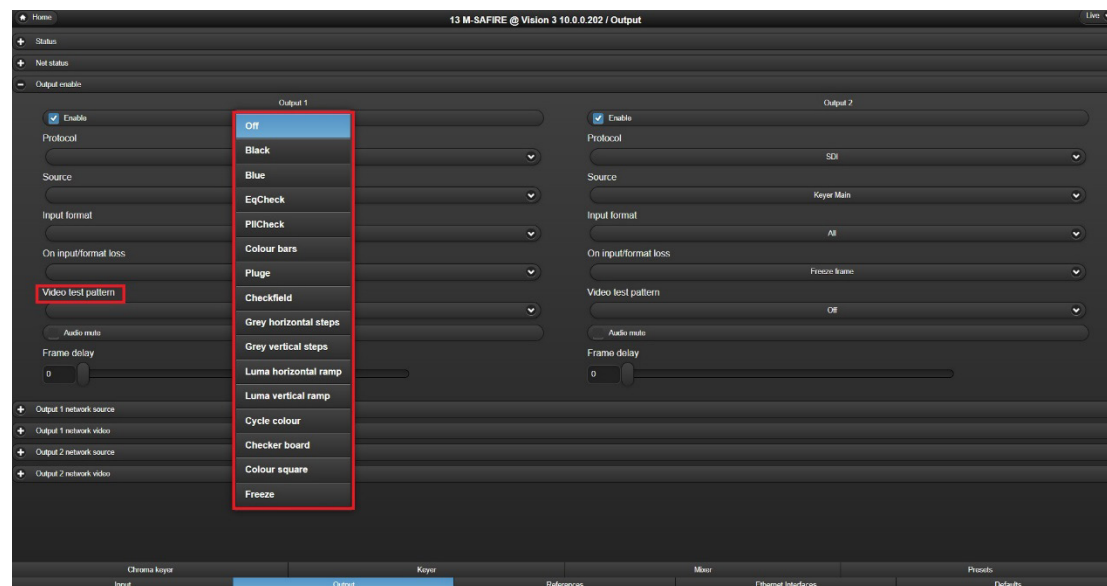 Home
13 M-SAFIRE @ Vision 3 10.0.0.202 / Output
Live
Status
Net status
Output enable
Output 1
Output 2
Enable
Enable
Protocol
Protocol
SDI
Source
Source
Keyer Main
Input format
Input format
All
On input/format loss
On input/format loss
Freeze frame
Video test pattern
Video test pattern
Off
Audio mute
Audio mute
Frame delay
Frame delay
0
0
Off
Black
Blue
EqCheck
PllCheck
Colour bars
Pluge
Checkfield
Grey horizontal steps
Grey vertical steps
Luma horizontal ramp
Luma vertical ramp
Cycle colour
Checker board
Colour square
Freeze
Output 1 network source
Output 1 network video
Output 2 network source
Output 2 network video
Chroma keyer
Keyer
Mixer
Presets
Input
Output
References
Ethernet Interfaces
Defaults